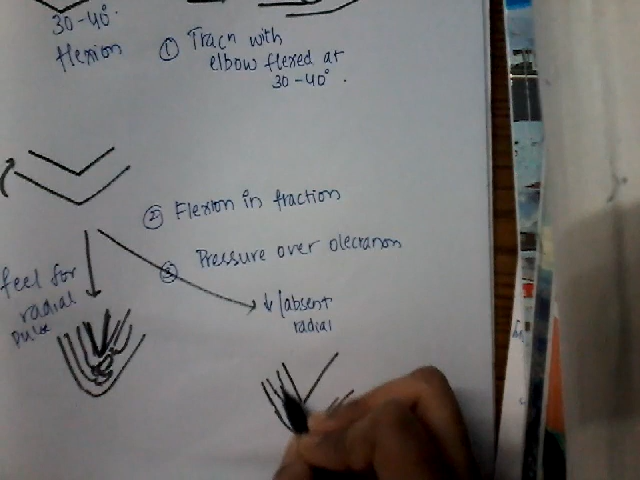 30-40°.
flexion
① Tracn with
elbow flexed at
30-40°.
② Flexion in fraction
③ Pressure over olecranon
feel for
radial
pulse
↓/absent
radial